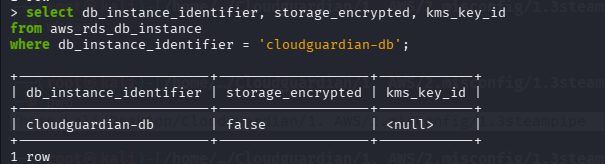 > select db_instance_identifier, storage_encrypted, kms_key_id
from aws_rds_db_instance
where db_instance_identifier = 'cloudguardian-db';
+------------------------+-------------------+------------+
| db_instance_identifier | storage_encrypted | kms_key_id |
+------------------------+-------------------+------------+
| cloudguardian-db | false | <null> |
+------------------------+-------------------+------------+
1 row